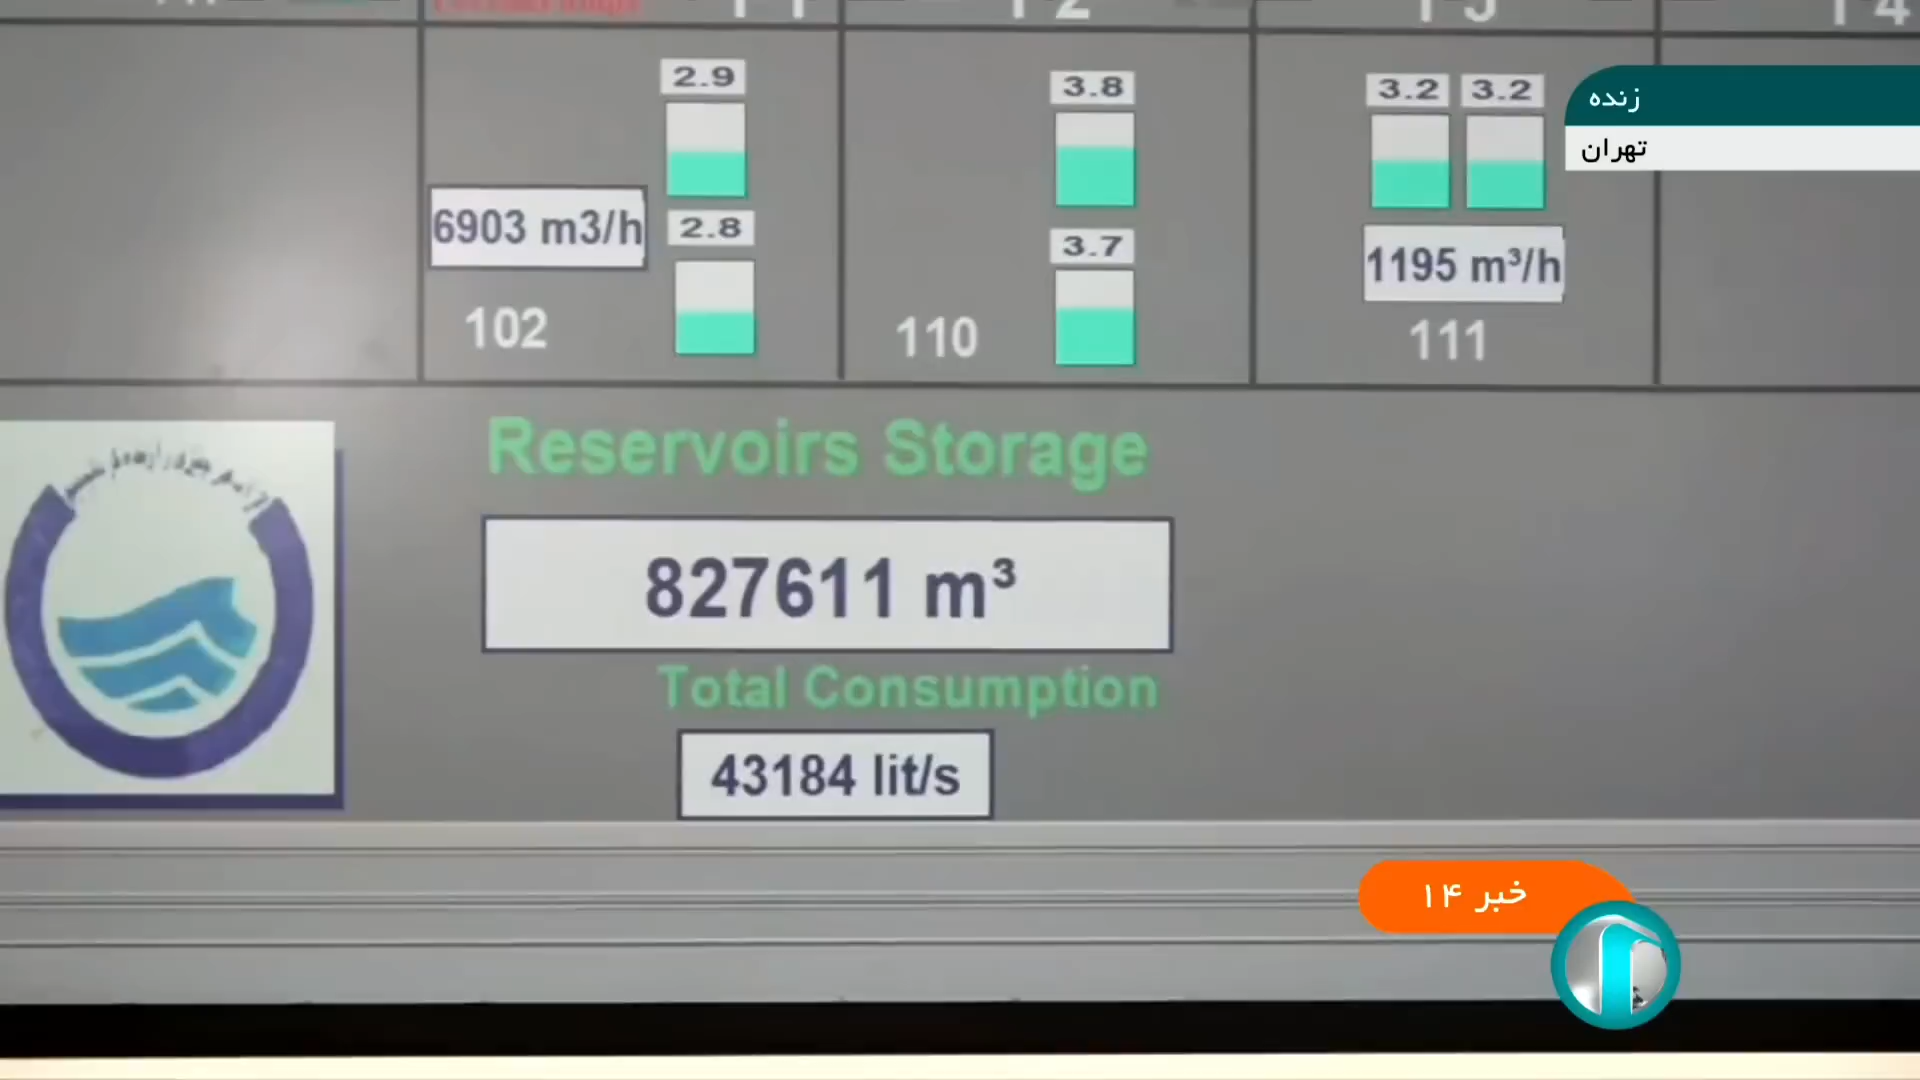 2.9
3.8
3.2 3.2
زنده
تهران
6903 m3/h
2.8
3.7
1195 m³/h
102
110
111
Reservoirs Storage
827611 m³
Total Consumption
43184 lit/s
خبر ۱۴